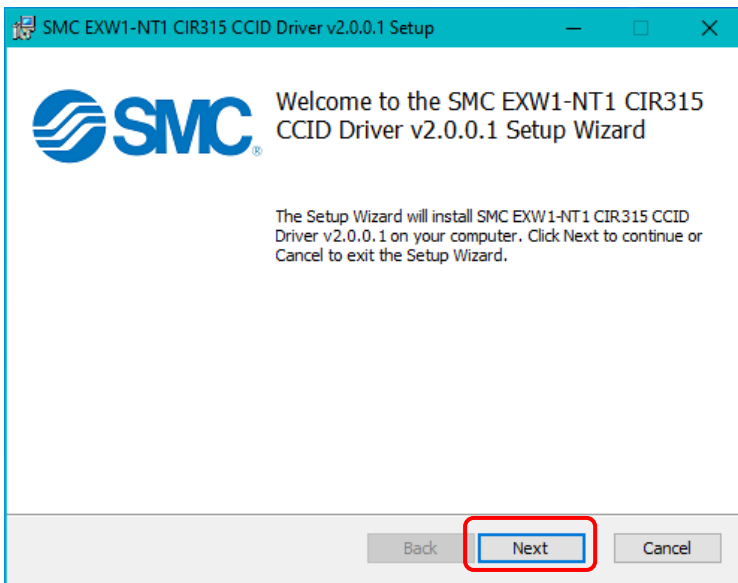 SMC EXW1-NT1 CIR315 CCID Driver v2.0.0.1 Setup
SMC®
Welcome to the SMC EXW1-NT1 CIR315
CCID Driver v2.0.0.1 Setup Wizard
The Setup Wizard will install SMC EXW1-NT1 CIR315 CCID
Driver v2.0.0.1 on your computer. Click Next to continue or
Cancel to exit the Setup Wizard.
Back Next Cancel